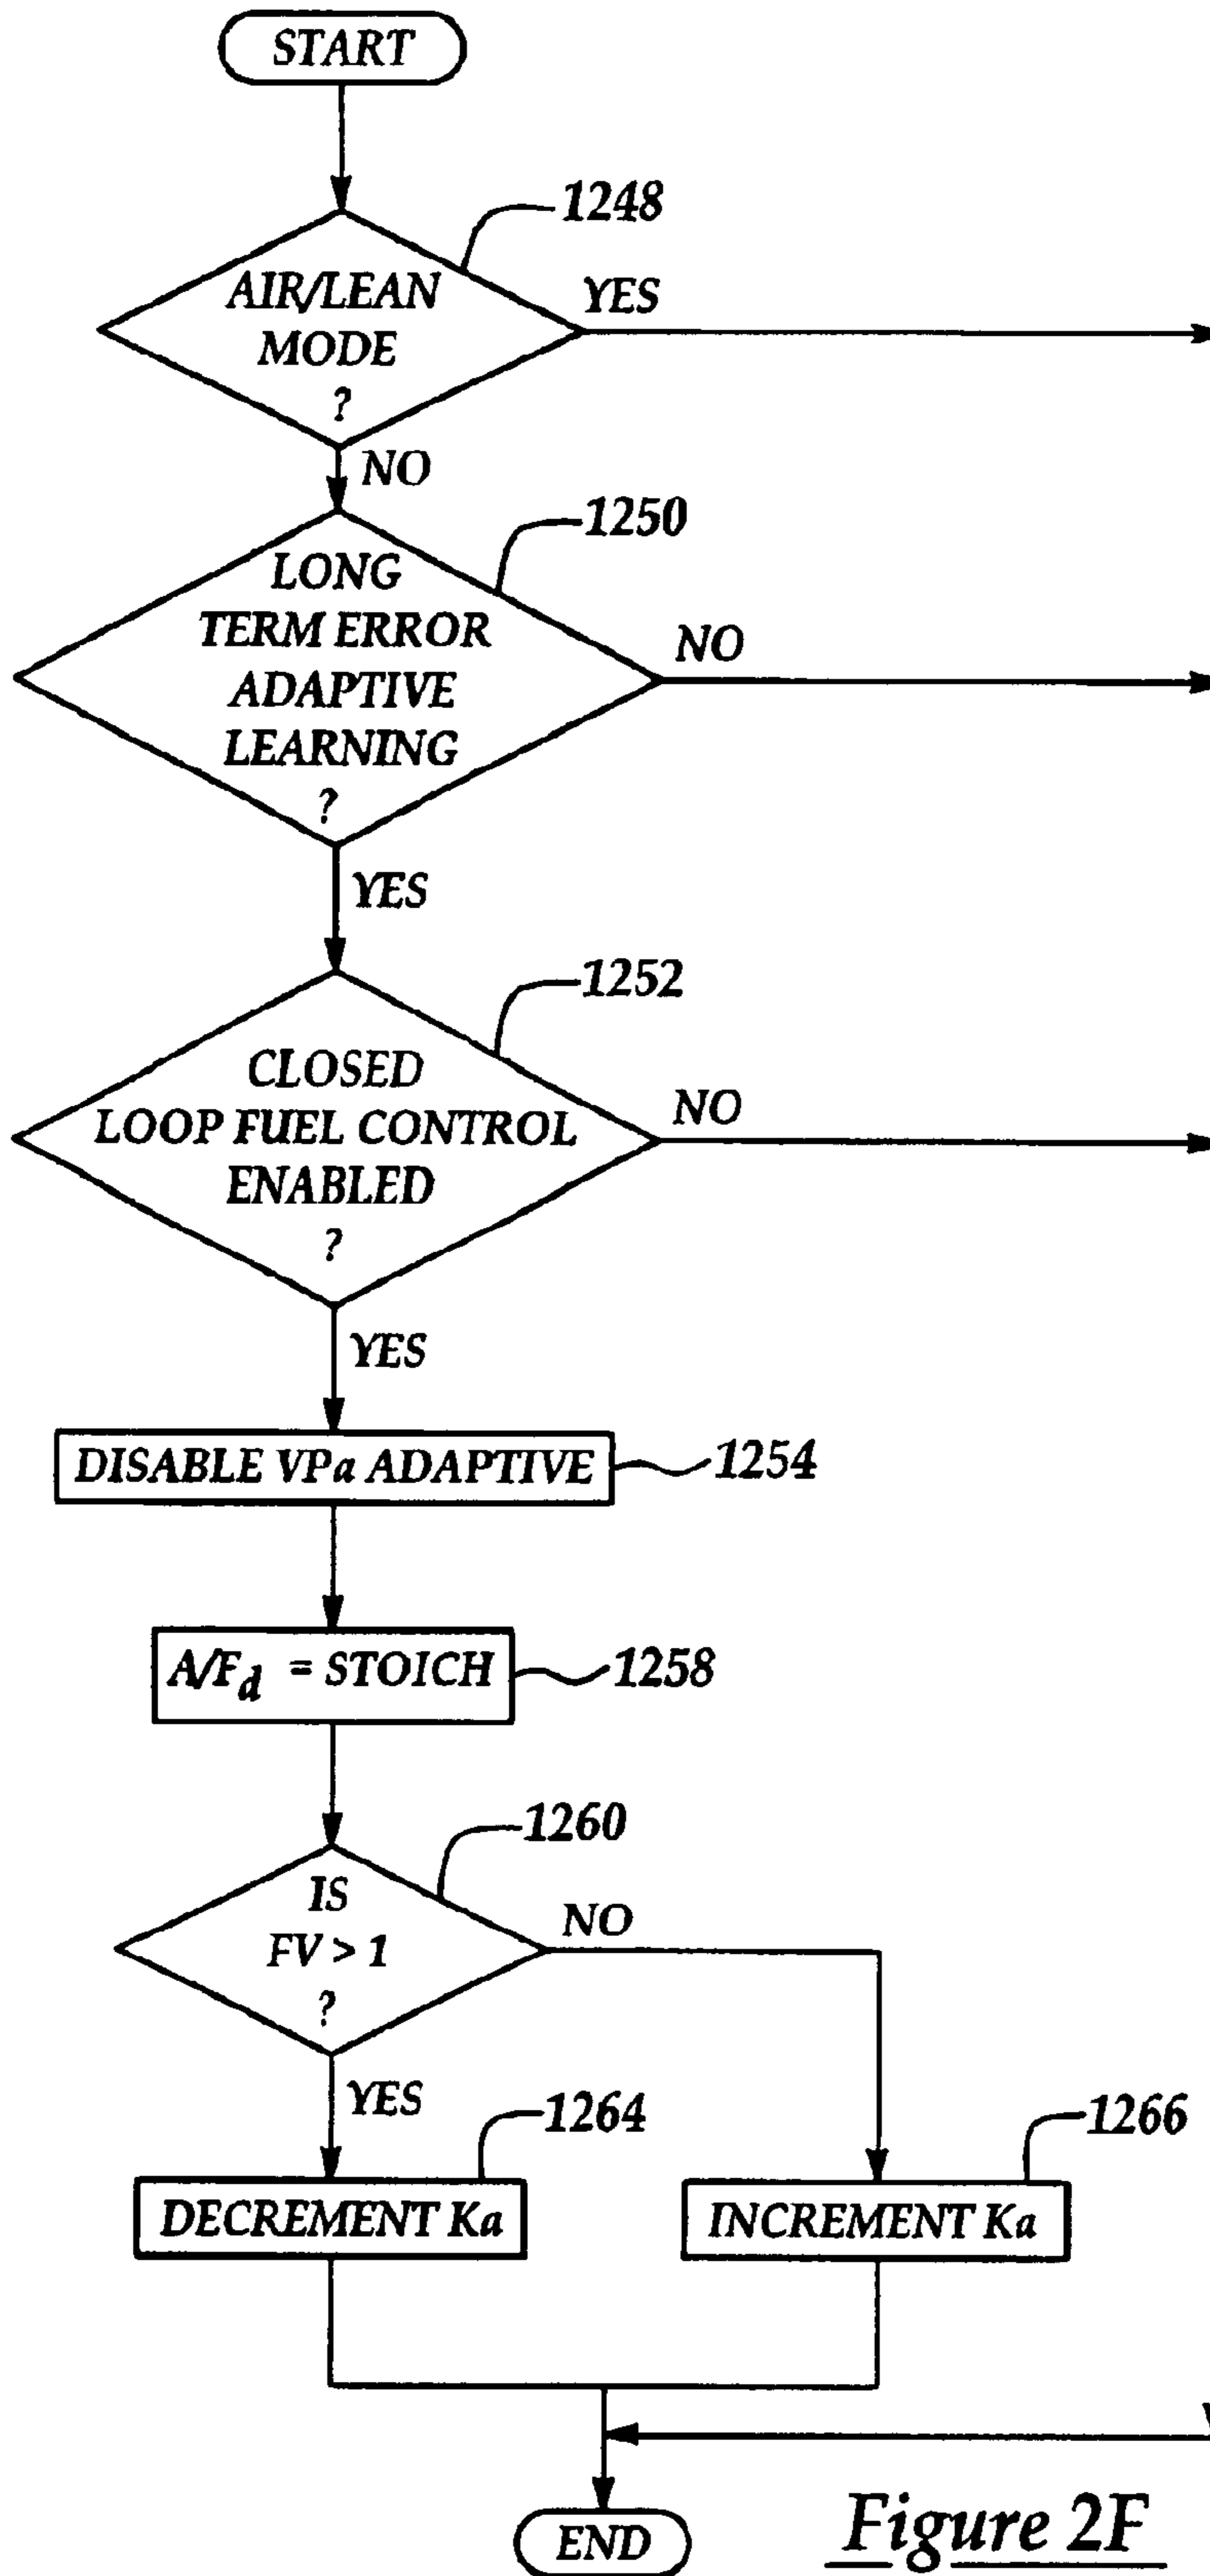 START
1248
AIR/LEAN
MODE
?
YES
NO
1250
LONG
TERM ERROR
ADAPTIVE
LEARNING
?
NO
YES
1252
CLOSED
LOOP FUEL CONTROL
ENABLED
?
NO
YES
DISABLE VPa ADAPTIVE
1254
A/Fd = STOICH
1258
1260
IS
FV > 1
?
NO
YES
1264
1266
DECREMENT Ka
INCREMENT Ka
END
Figure 2F